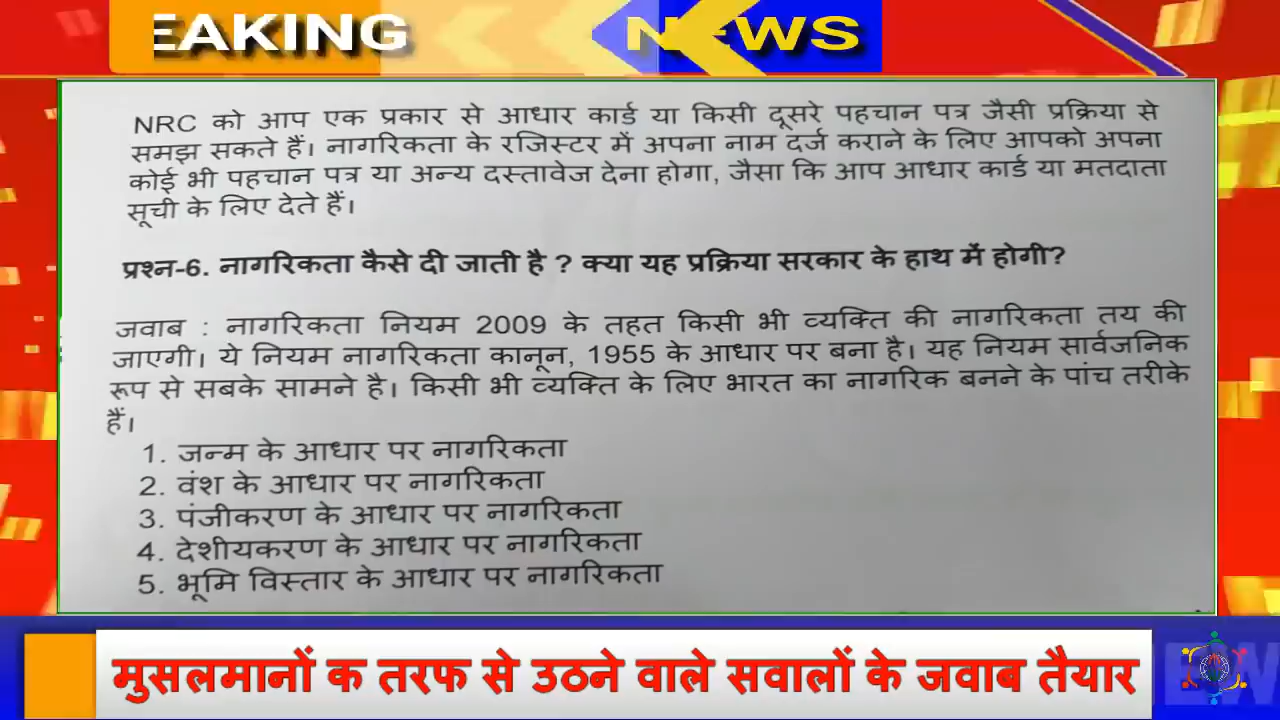 EAKING NEWS
NRC को आप एक प्रकार से आधार कार्ड या किसी दूसरे पहचान पत्र जैसी प्रक्रिया से
समझ सकते हैं। नागरिकता के रजिस्टर में अपना नाम दर्ज कराने के लिए आपको अपना
कोई भी पहचान पत्र या अन्य दस्तावेज देना होगा, जैसा कि आप आधार कार्ड या मतदाता
सूची के लिए देते हैं।
प्रश्न-6. नागरिकता कैसे दी जाती है ? क्या यह प्रक्रिया सरकार के हाथ में होगी?
जवाब : नागरिकता नियम 2009 के तहत किसी भी व्यक्ति की नागरिकता तय की
जाएगी। ये नियम नागरिकता कानून, 1955 के आधार पर बना है। यह नियम सार्वजनिक
रूप से सबके सामने है। किसी भी व्यक्ति के लिए भारत का नागरिक बनने के पांच तरीके
हैं।
1. जन्म के आधार पर नागरिकता
2. वंश के आधार पर नागरिकता
3. पंजीकरण के आधार पर नागरिकता
4. देशीयकरण के आधार पर नागरिकता
5. भूमि विस्तार के आधार पर नागरिकता
मुसलमानों क तरफ से उठने वाले सवालों के जवाब तैयार